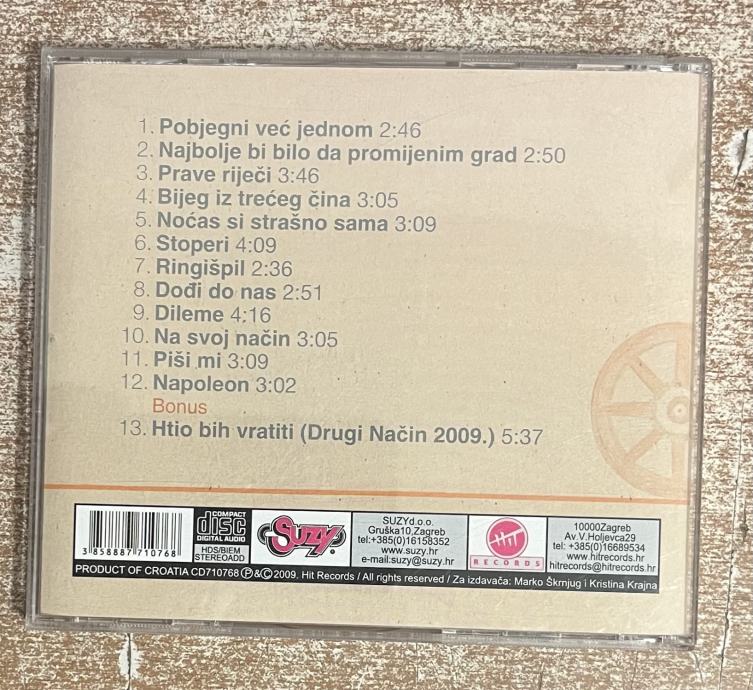 1. Pobjegni već jednom 2:46
2. Najbolje bi bilo da promijenim grad 2:50
3. Prave riječi 3:46
4. Bijeg iz trećeg čina 3:05
5. Noćas si strašno sama 3:09
6. Stoperi 4:09
7. Ringišpil 2:36
8. Dođi do nas 2:51
9. Dileme 4:16
10. Na svoj način 3:05
11. Piši mi 3:09
12. Napoleon 3:02
Bonus
13. Htio bih vratiti (Drugi Način 2009.) 5:37
3 858887 710768
COMPACT
disc
DIGITAL AUDIO
HDS/BIEM
STEREOADD
Suzy
SUZYd.o.o.
Gruška10,Zagreb
tel:+385(0)16158352
www.suzy.hr
e-mail:suzy@suzy.hr
Hit
RECORDS
10000Zagreb
Av.V.Holjevca29
tel: +385(0)16689534
www.hitrecords.hr
hitrecords@hitrecords.hr
PRODUCT OF CROATIA CD710768 Ⓟ&© 2009. Hit Records / All rights reserved / Za izdavača: Marko Škrnjug i Kristina Krajna